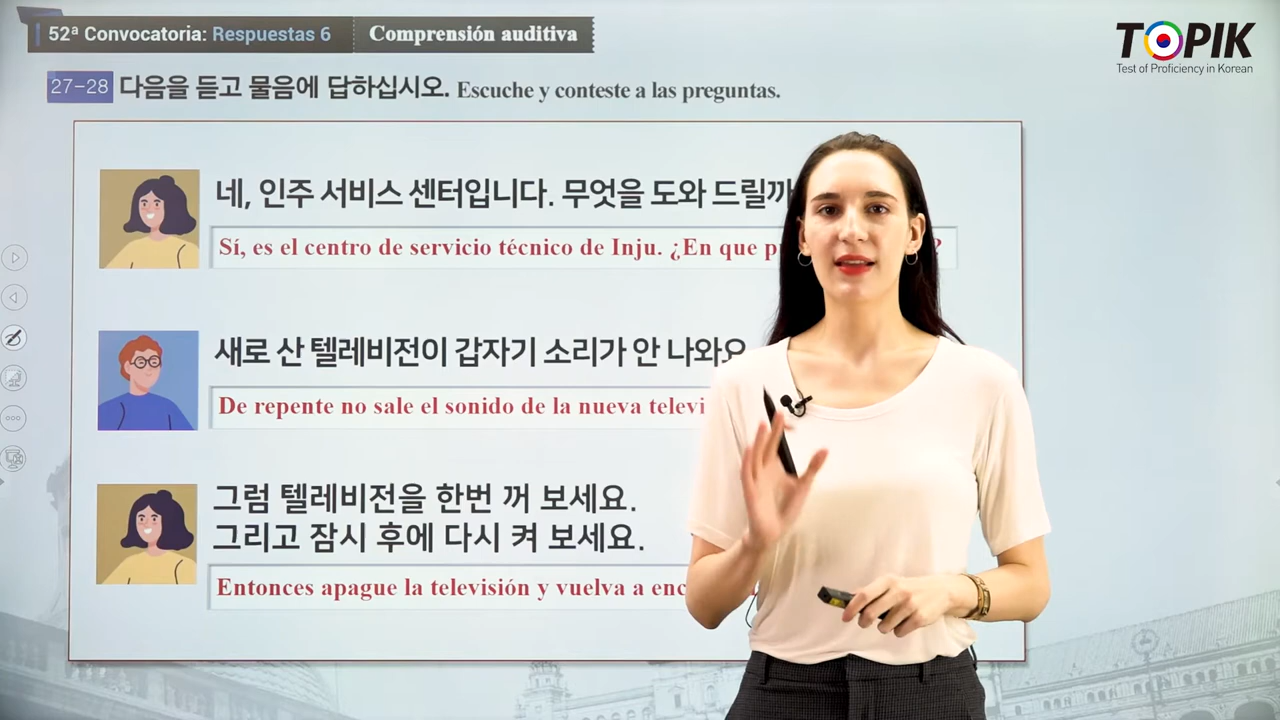 52ª Convocatoria: Respuestas 6 Comprensión auditiva
TOPIK
Test of Proficiency in Korean
27-28 다음을 듣고 물음에 답하십시오. Escuche y conteste a las preguntas.
네, 인주 서비스 센터입니다. 무엇을 도와
Sí, es el centro de servicio técnico de Inju. ¿En que
새로 산 텔레비전이 갑자기 소리가 안 나와요
De repente no sale el sonido de la nueva
그럼 텔레비전을 한번 꺼 보세요.
그리고 잠시 후에 다시 켜 보세요.
Entonces apague la televisión y vuelva a